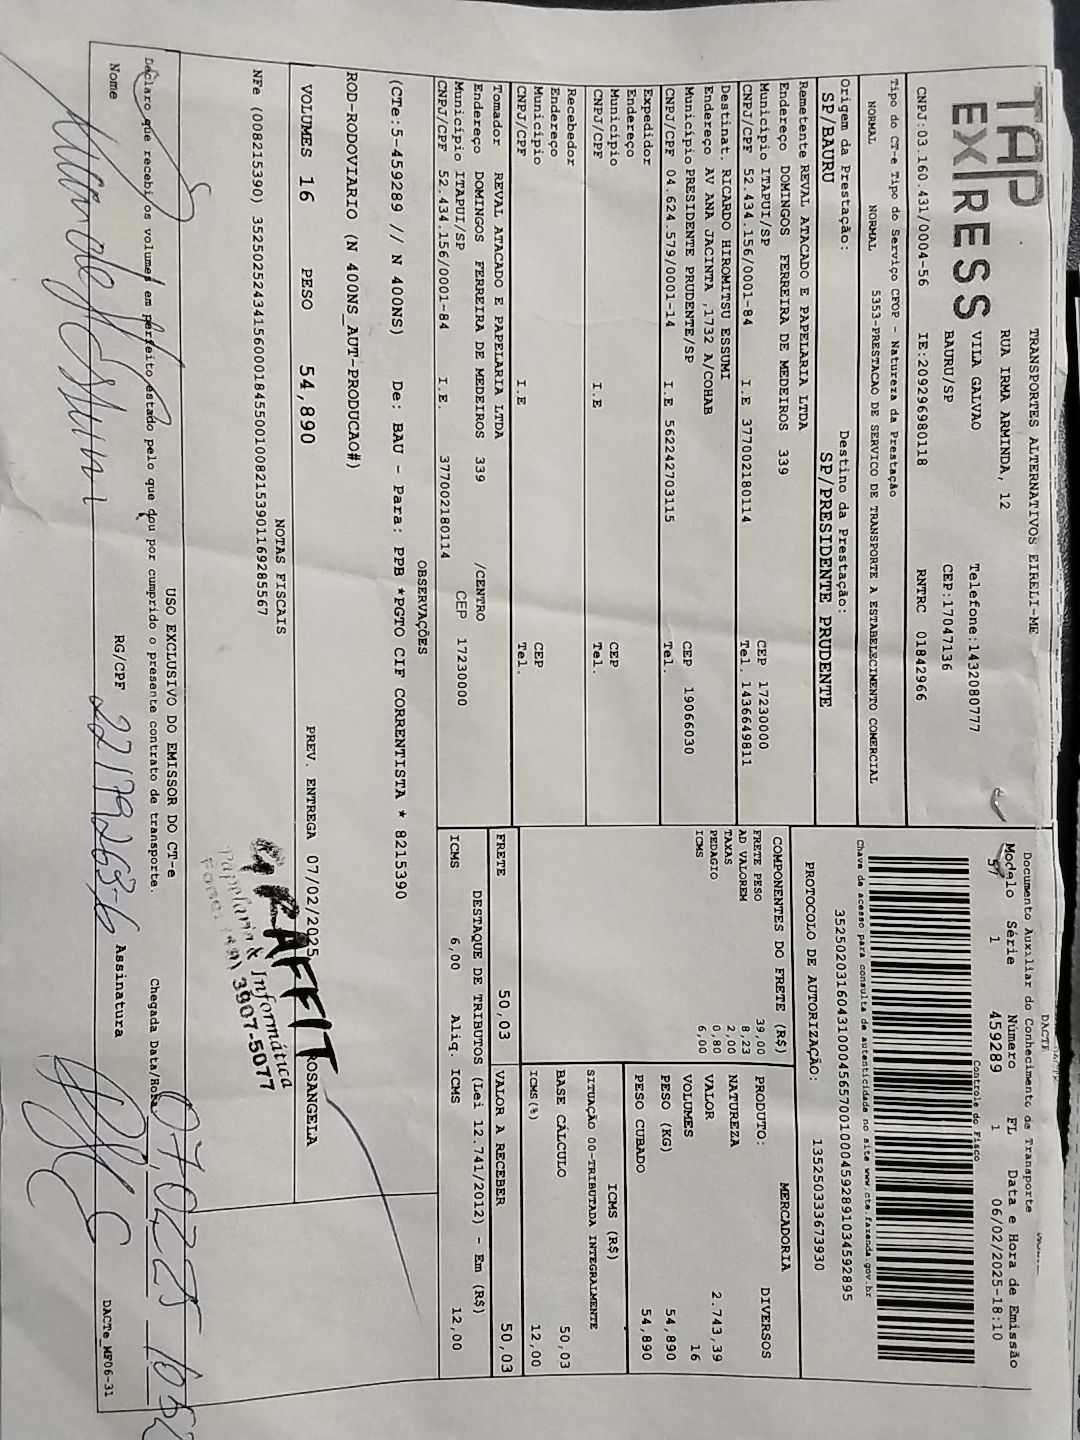 TAP
EXPRESS
TRANSPORTES ALTERNATIVOS EIRELI-ME
RUA IRMA ARMINDA, 12
VILA GALVAO Telefone:1432080777
BAURU/SP CEP:17047136
CNPJ:03.160.431/0004-56 IE:209296980118 RNTRC 01842966
Tipo do CT-e Tipo do Serviço CFOP - Natureza da Prestação
NORMAL NORMAL 5353-PRESTACAO DE SERVICO DE TRANSPORTE A ESTABELECIMENTO COMERCIAL
Origem da Prestação: Destino da Prestação:
SP/BAURU SP/PRESIDENTE PRUDENTE
Remetente REVAL ATACADO E PAPELARIA LTDA
Endereço DOMINGOS FERREIRA DE MEDEIROS 339
Município ITAPUI/SP CEP 17230000
CNPJ/CPF 52.434.156/0001-84 I.E 377002180114 Tel. 1436649811
Destinat. RICARDO HIROMITSU ESSUMI
Endereço AV ANA JACINTA ,1732 A/COHAB
Município PRESIDENTE PRUDENTE/SP CEP 19066030
CNPJ/CPF 04.624.579/0001-14 I.E 562242703115 Tel.
Expedidor
Endereço
Município CEP
CNPJ/CPF I.E Tel.
Recebedor
Endereço
Município CEP
CNPJ/CPF I.E Tel.
Tomador REVAL ATACADO E PAPELARIA LTDA
Endereço DOMINGOS FERREIRA DE MEDEIROS 339 /CENTRO
Município ITAPUI/SP CEP 17230000
CNPJ/CPF 52.434.156/0001-84 I.E. 377002180114
DACTE
Documento Auxiliar do Conhecimento de Transporte
Modelo Série Número FL Data e Hora de Emissão
57 1 459289 1 06/02/2025-18:10
Controle do Fisco
Chave de acesso para consulta de autenticidade no site www.cte.fazenda.gov.br
35250203160431000456570010004592891034592895
PROTOCOLO DE AUTORIZAÇÃO: 135250333673930
COMPONENTES DO FRETE (R$)
FRETE PESO 39,00
AD VALOREM 8,23
TAXAS 2,00
PEDAGIO 0,80
ICMS 6,00
MERCADORIA
PRODUTO: DIVERSOS
NATUREZA
VALOR 2.743,39
VOLUMES 16
PESO (KG) 54,890
PESO CUBADO 54,890
ICMS (R$)
SITUAÇÃO 00-TRIBUTADA INTEGRALMENTE
BASE CÁLCULO 50,03
ICMS(%) 12,00
FRETE 50,03 VALOR A RECEBER 50,03
DESTAQUE DE TRIBUTOS (Lei 12.741/2012) - Em (R$)
ICMS 6,00 Aliq. ICMS 12,00
OBSERVAÇÕES
(CTe:5-459289 // N 400NS) De: BAU - Para: PPB *PGTO CIF CORRENTISTA * 8215390
ROD-RODOVIARIO (N 400NS_AUT-PRODUCAO#)
VOLUMES 16 PESO 54,890 PREV. ENTREGA 07/02/2025 ROSANGELA
NOTAS FISCAIS
NFe (008215390) 35250252434156000184550010082153901169285567
RAFFIT
Papelaria & Informática
3907-5077
USO EXCLUSIVO DO EMISSOR DO CT-e
Declaro que recebi os volumes em perfeito estado pelo que dou por cumprido o presente contrato de transporte.
Chegada Data/Hora 07,02,25
Nome RG/CPF 22179263-6 Assinatura
DACTe_MF06-31